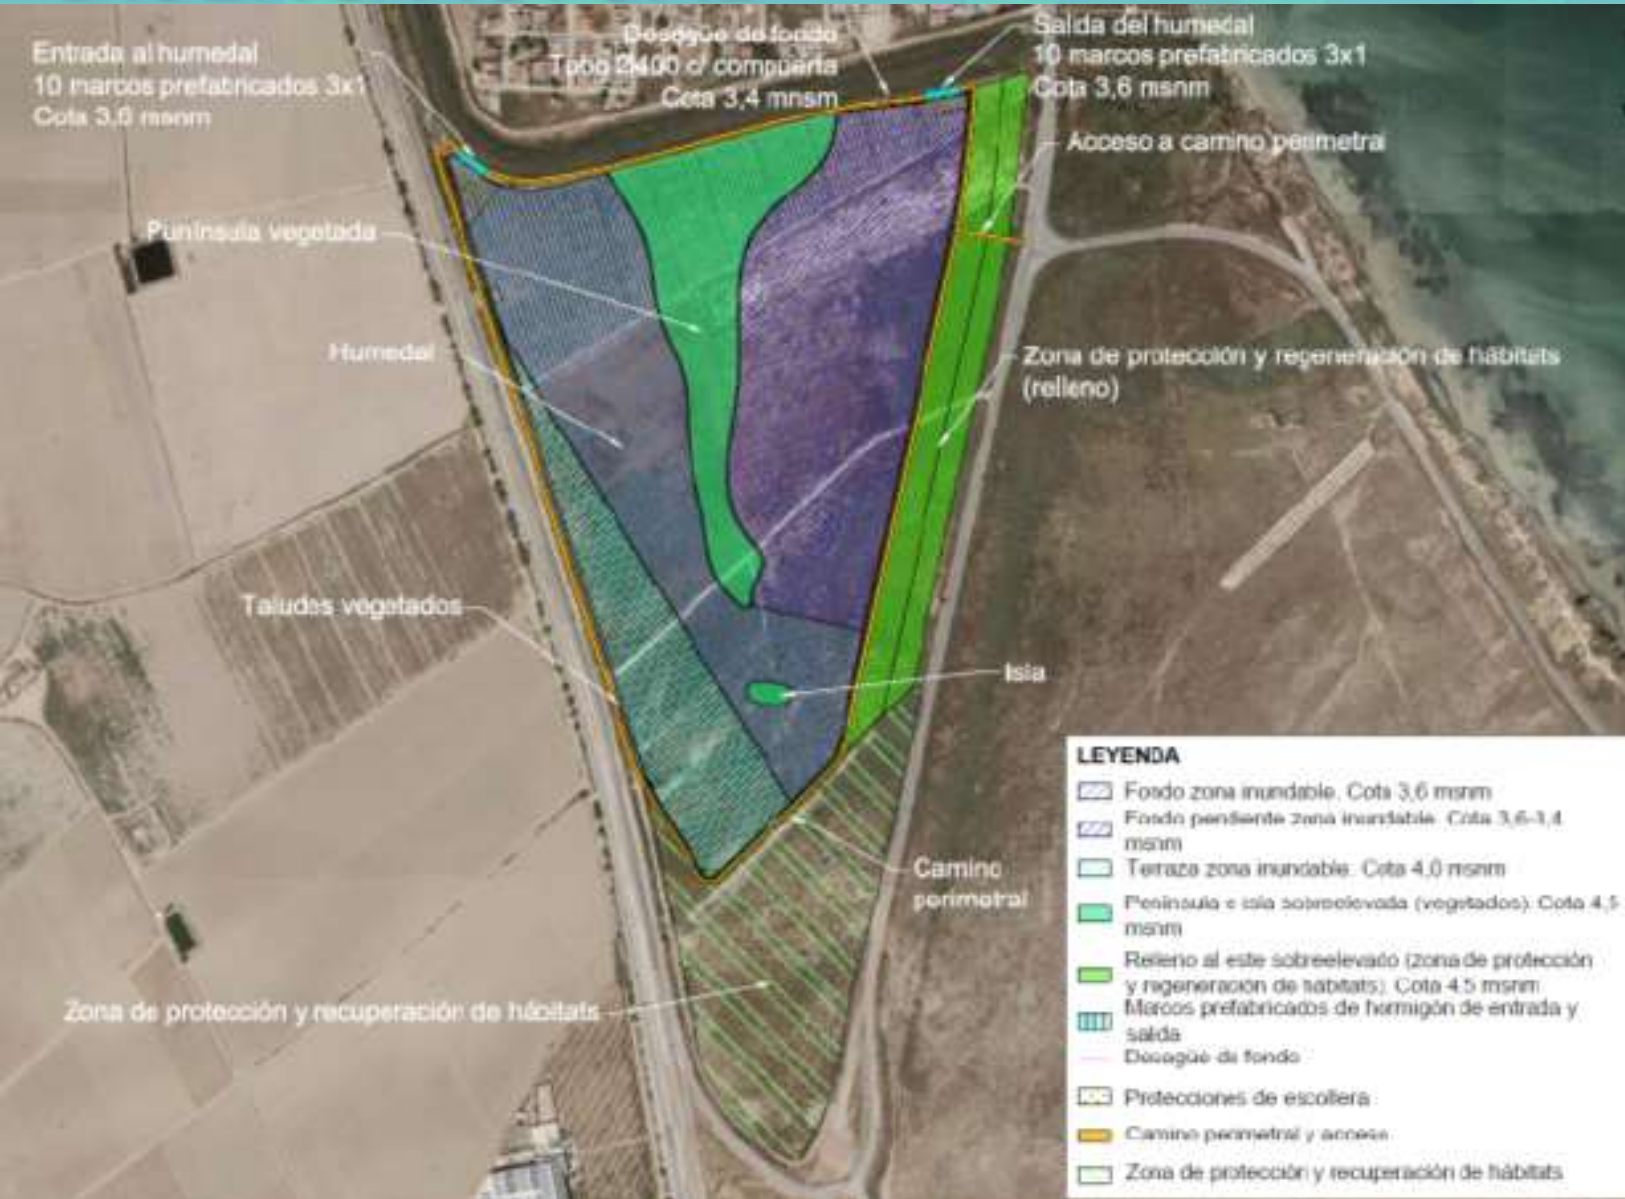 Entrada al humedal
10 marcos prefabricados 3x1
Cota 3,6 msnm
Desagüe de fondo
Tubo Ø400 c/ compuerta
Cota 3,4 mnsm
Salida del humedal
10 marcos prefabricados 3x1
Cota 3,6 msnm
Acceso a camino perimetral
Península vegetada
Humedal
Zona de protección y regeneración de hábitats
(relleno)
Taludes vegetados
Isla
Camino
perimetral
Zona de protección y recuperación de hábitats
LEYENDA
Fondo zona inundable. Cota 3,6 msnm
Fondo pendiente zona inundable. Cota 3,6-3,4
msnm
Terraza zona inundable. Cota 4,0 msnm
Península e isla sobreelevada (vegetados). Cota 4,5
msnm
Relleno al este sobreelevado (zona de protección
y regeneración de hábitats). Cota 4.5 msnm
Marcos prefabricados de hormigón de entrada y
salida
Desagüe de fondo
Protecciones de escollera
Camino perimetral y acceso
Zona de protección y recuperación de hábitats